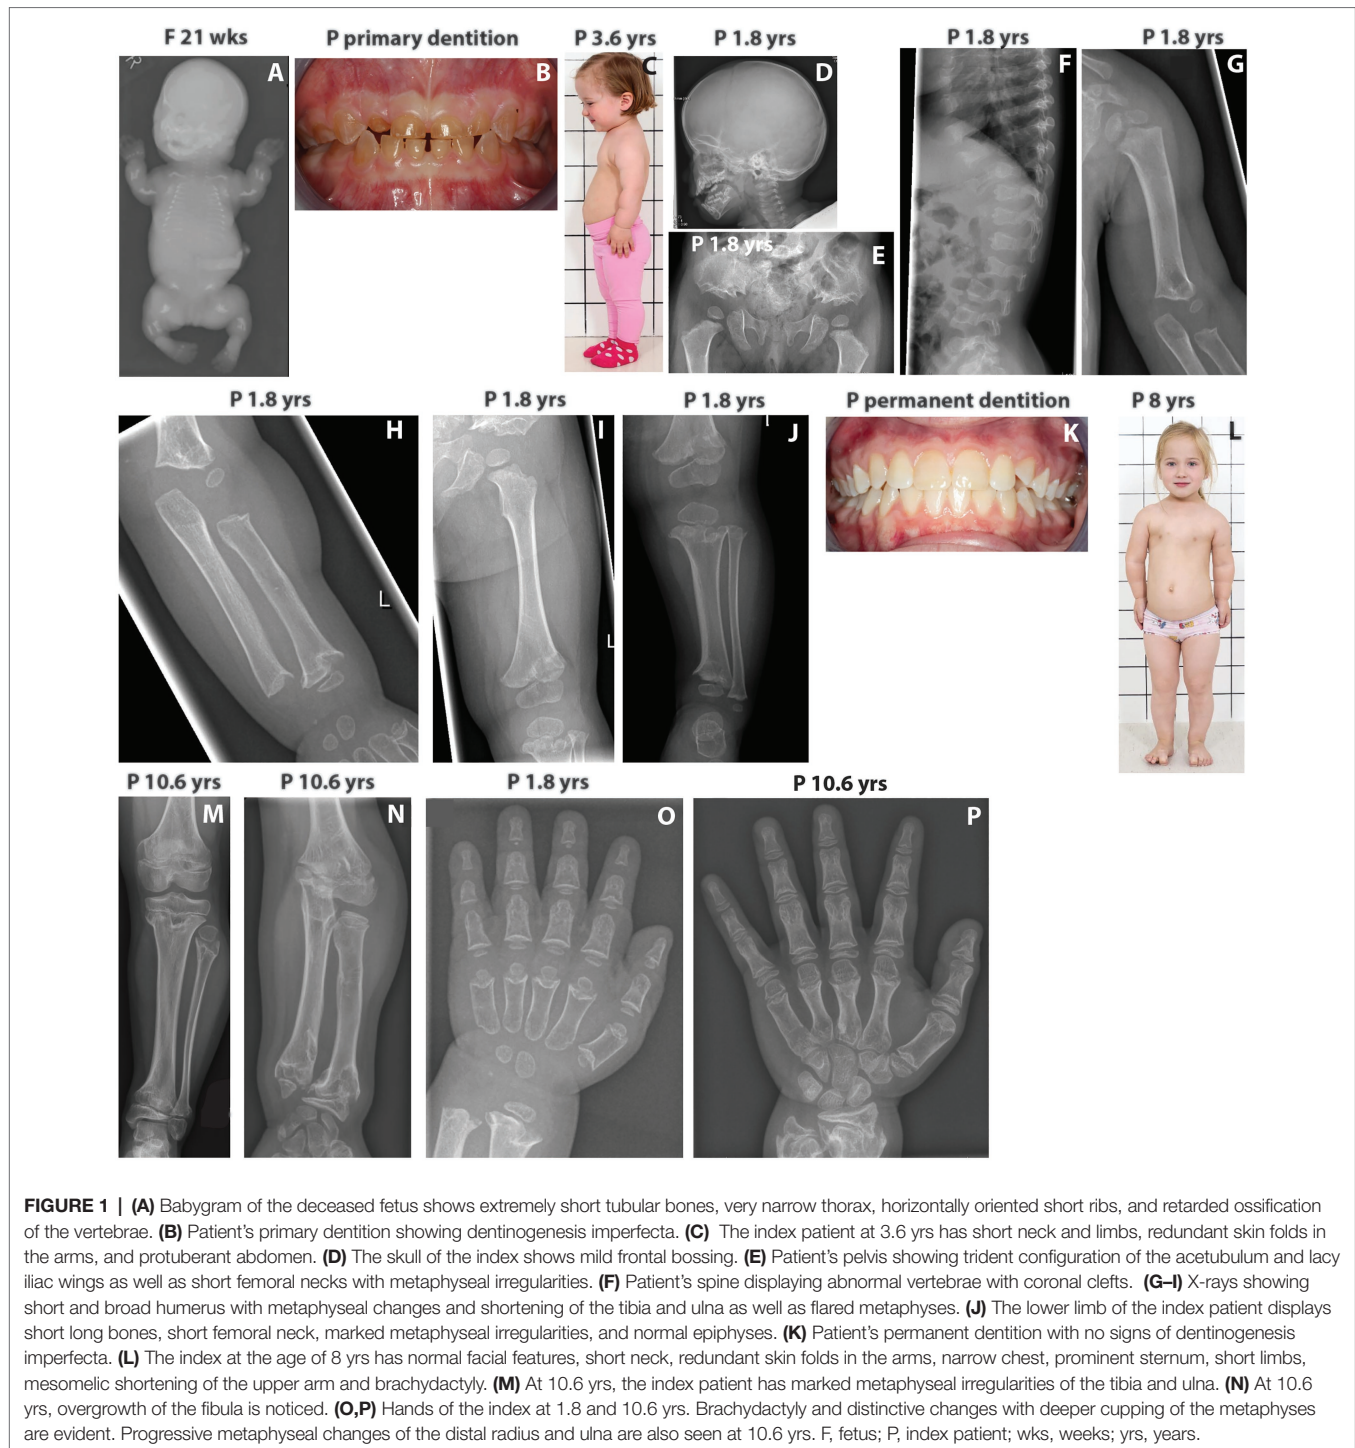 F 21 wks
P primary dentition
P 3.6 yrs
P 1.8 yrs
P 1.8 yrs
P 1.8 yrs
R
A
B
C
D
F
G
P 1.8 yrs
E
P 1.8 yrs
P 1.8 yrs
P 1.8 yrs
P permanent dentition
P 8 yrs
H
I
J
K
L
L
L
P 10.6 yrs
P 10.6 yrs
P 1.8 yrs
P 10.6 yrs
M
N
O
P
FIGURE 1 | (A) Babygram of the deceased fetus shows extremely short tubular bones, very narrow thorax, horizontally oriented short ribs, and retarded ossification
of the vertebrae. (B) Patient's primary dentition showing dentinogenesis imperfecta. (C) The index patient at 3.6 yrs has short neck and limbs, redundant skin folds in
the arms, and protuberant abdomen. (D) The skull of the index shows mild frontal bossing. (E) Patient's pelvis showing trident configuration of the acetubulum and lacy
iliac wings as well as short femoral necks with metaphyseal irregularities. (F) Patient's spine displaying abnormal vertebrae with coronal clefts. (G–I) X-rays showing
short and broad humerus with metaphyseal changes and shortening of the tibia and ulna as well as flared metaphyses. (J) The lower limb of the index patient displays
short long bones, short femoral neck, marked metaphyseal irregularities, and normal epiphyses. (K) Patient's permanent dentition with no signs of dentinogenesis
imperfecta. (L) The index at the age of 8 yrs has normal facial features, short neck, redundant skin folds in the arms, narrow chest, prominent sternum, short limbs,
mesomelic shortening of the upper arm and brachydactyly. (M) At 10.6 yrs, the index patient has marked metaphyseal irregularities of the tibia and ulna. (N) At 10.6
yrs, overgrowth of the fibula is noticed. (O,P) Hands of the index at 1.8 and 10.6 yrs. Brachydactyly and distinctive changes with deeper cupping of the metaphyses
are evident. Progressive metaphyseal changes of the distal radius and ulna are also seen at 10.6 yrs. F, fetus; P, index patient; wks, weeks; yrs, years.